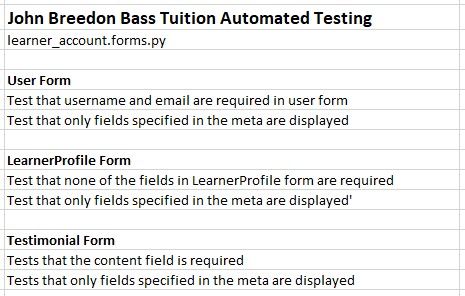 John Breedon Bass Tuition Automated Testing
learner_account.forms.py
User Form
Test that username and email are required in user form
Test that only fields specified in the meta are displayed
LearnerProfile Form
Test that none of the fields in LearnerProfile form are required
Test that only fields specified in the meta are displayed'
Testimonial Form
Tests that the content field is required
Tests that only fields specified in the meta are displayed